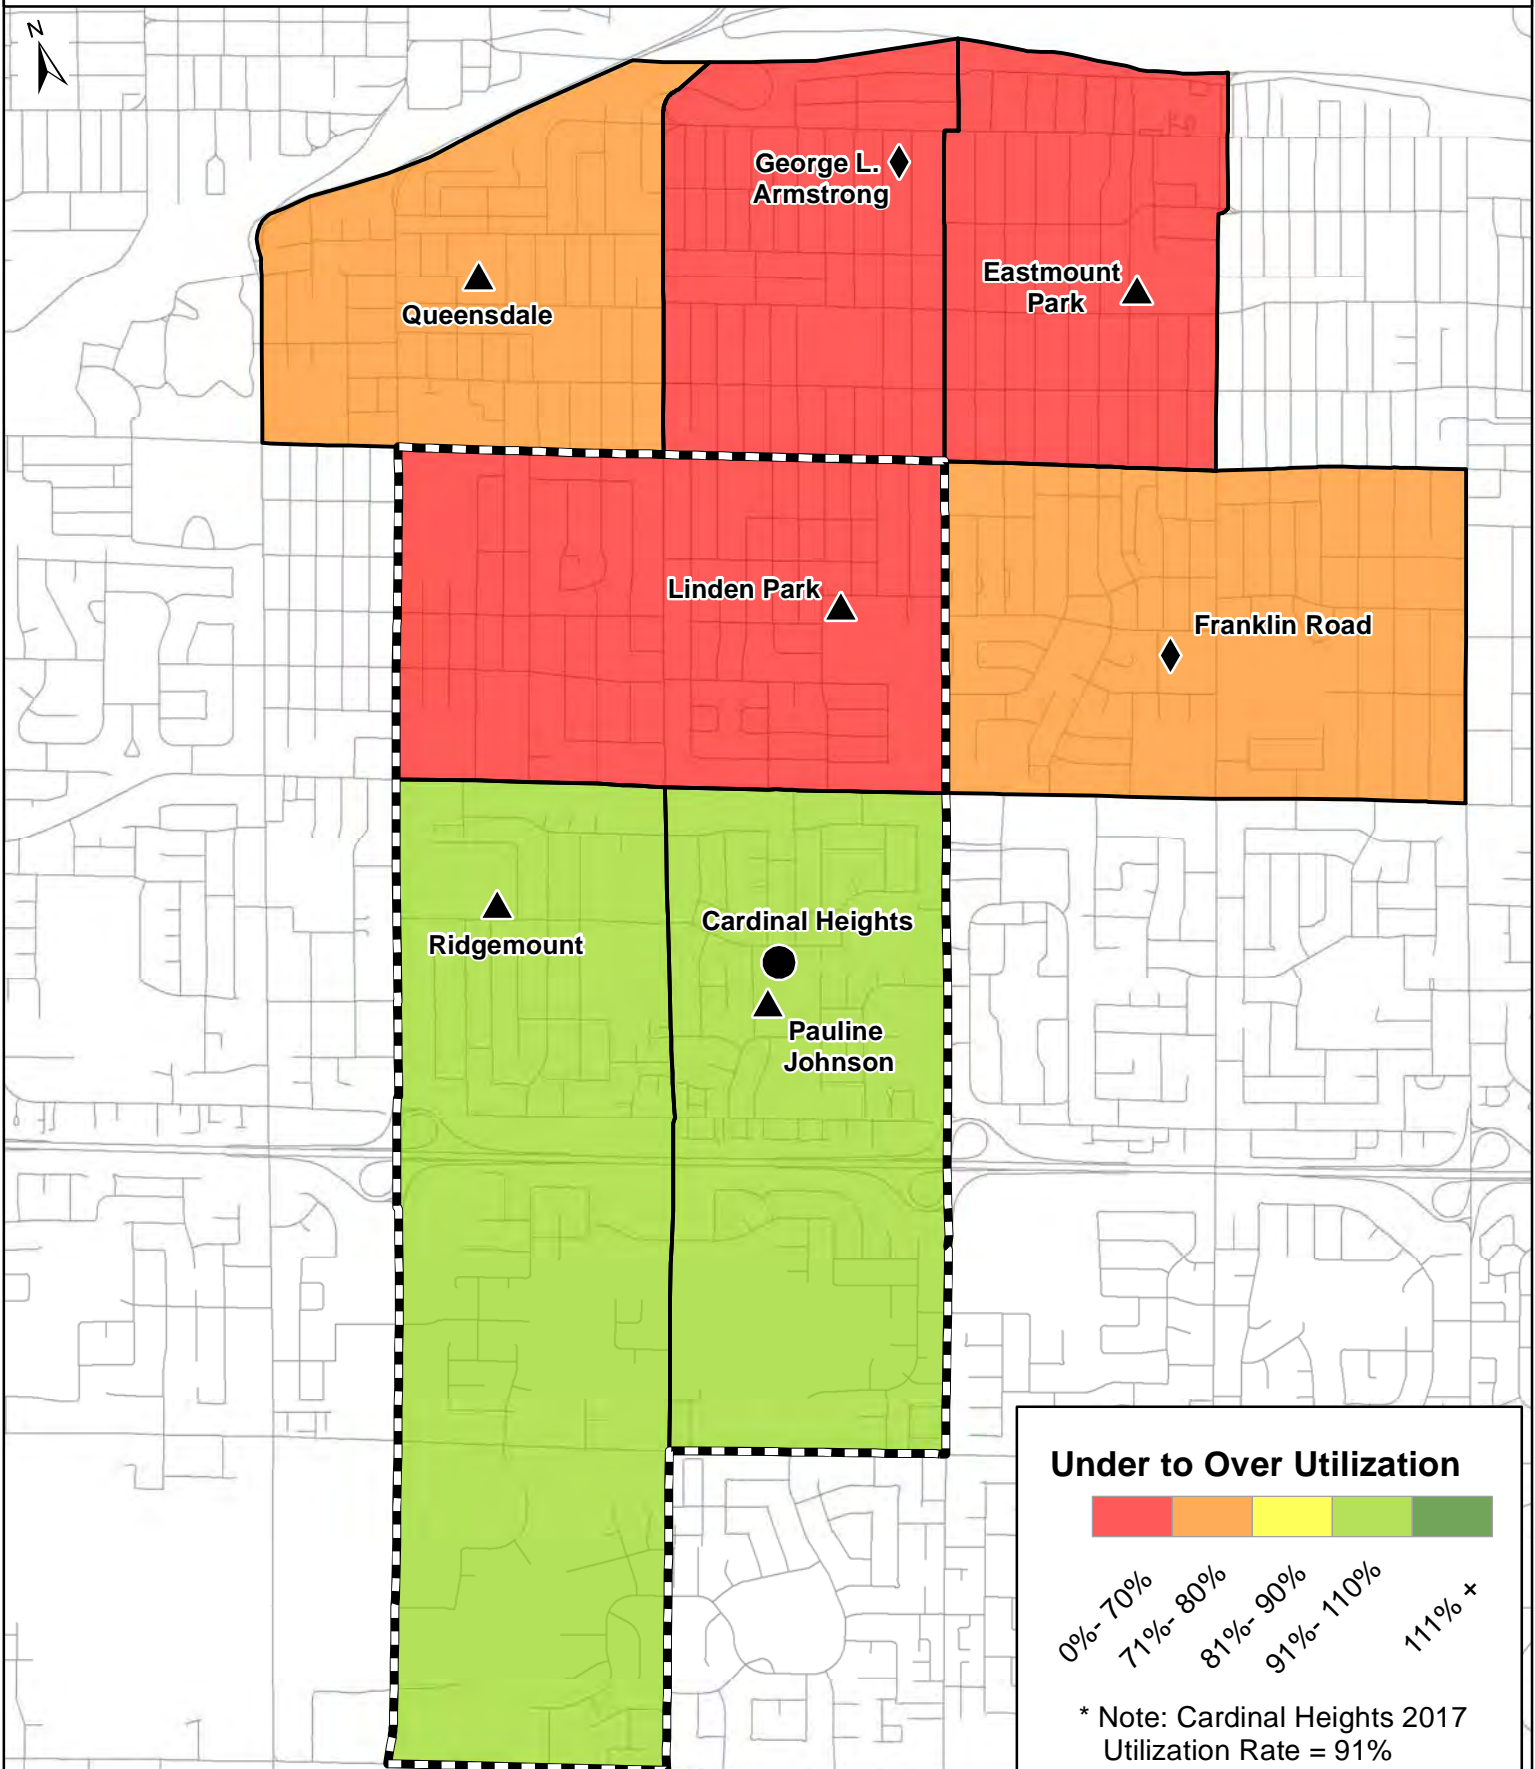 N
George L.
Armstrong
Eastmount
Park
Queensdale
Linden Park
Franklin Road
Ridgemount
Cardinal Heights
Pauline
Johnson
Under to Over Utilization
0%- 70%
71%- 80%
81%- 90%
91%- 110%
111% +
* Note: Cardinal Heights 2017
Utilization Rate = 91%